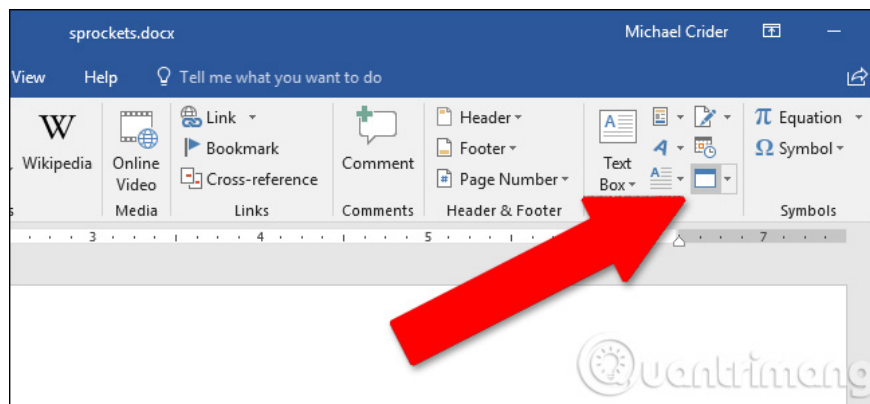 sprockets.docx
Michael Crider
View
Help
Tell me what you want to do
W
Wikipedia
Online
Video
Media
Link
Bookmark
Cross-reference
Links
Comment
Comments
Header
Footer
# Page Number
Header & Footer
A
Text
Box
A
A
π Equation
Ω Symbol
Symbols
3 4 5 7
Quantrimang